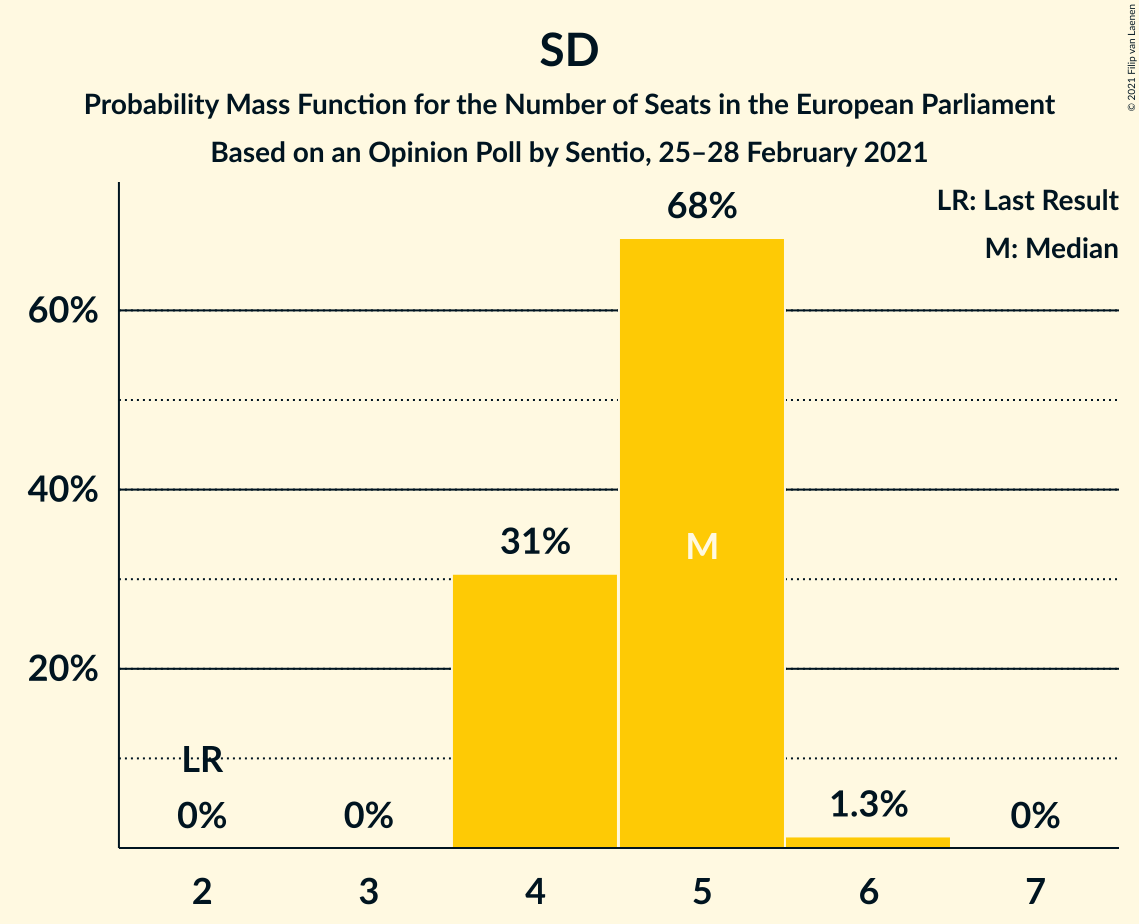 SD
Probability Mass Function for the Number of Seats in the European Parliament
Based on an Opinion Poll by Sentio, 25–28 February 2021
© 2021 Filip van Laenen
LR: Last Result
M: Median
68%
60%
40%
31%
M
20%
LR
0%
0%
1.3%
0%
2 3 4 5 6 7